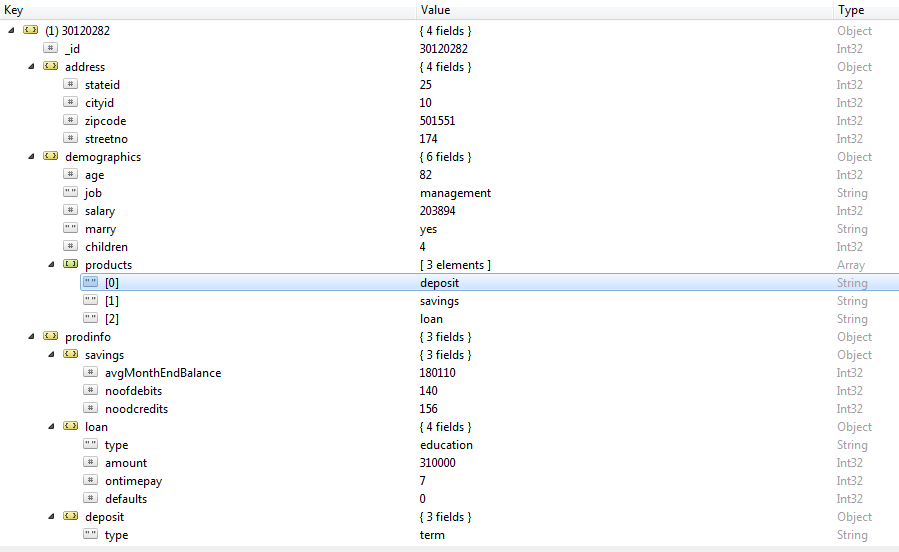 Key Value Type
(1) 30120282 { 4 fields } Object
# _id 30120282 Int32
address { 4 fields } Object
# stateid 25 Int32
# cityid 10 Int32
# zipcode 501551 Int32
# streetno 174 Int32
demographics { 6 fields } Object
# age 82 Int32
" " job management String
# salary 203894 Int32
" " marry yes String
# children 4 Int32
products [ 3 elements ] Array
" " [0] deposit String
" " [1] savings String
" " [2] loan String
prodinfo { 3 fields } Object
savings { 3 fields } Object
# avgMonthEndBalance 180110 Int32
# noofdebits 140 Int32
# noodcredits 156 Int32
loan { 4 fields } Object
" " type education String
# amount 310000 Int32
# ontimepay 7 Int32
# defaults 0 Int32
deposit { 3 fields } Object
" " type term String